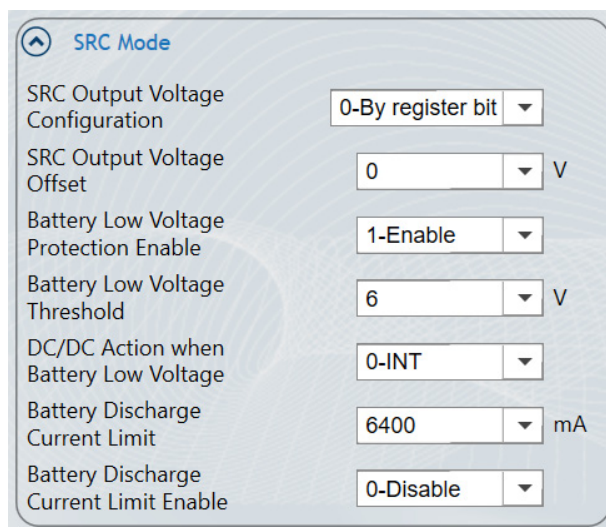 SRC Mode
SRC Output Voltage
Configuration
0-By register bit
SRC Output Voltage
Offset
0
V
Battery Low Voltage
Protection Enable
1-Enable
Battery Low Voltage
Threshold
6
V
DC/DC Action when
Battery Low Voltage
0-INT
Battery Discharge
Current Limit
6400
mA
Battery Discharge
Current Limit Enable
0-Disable